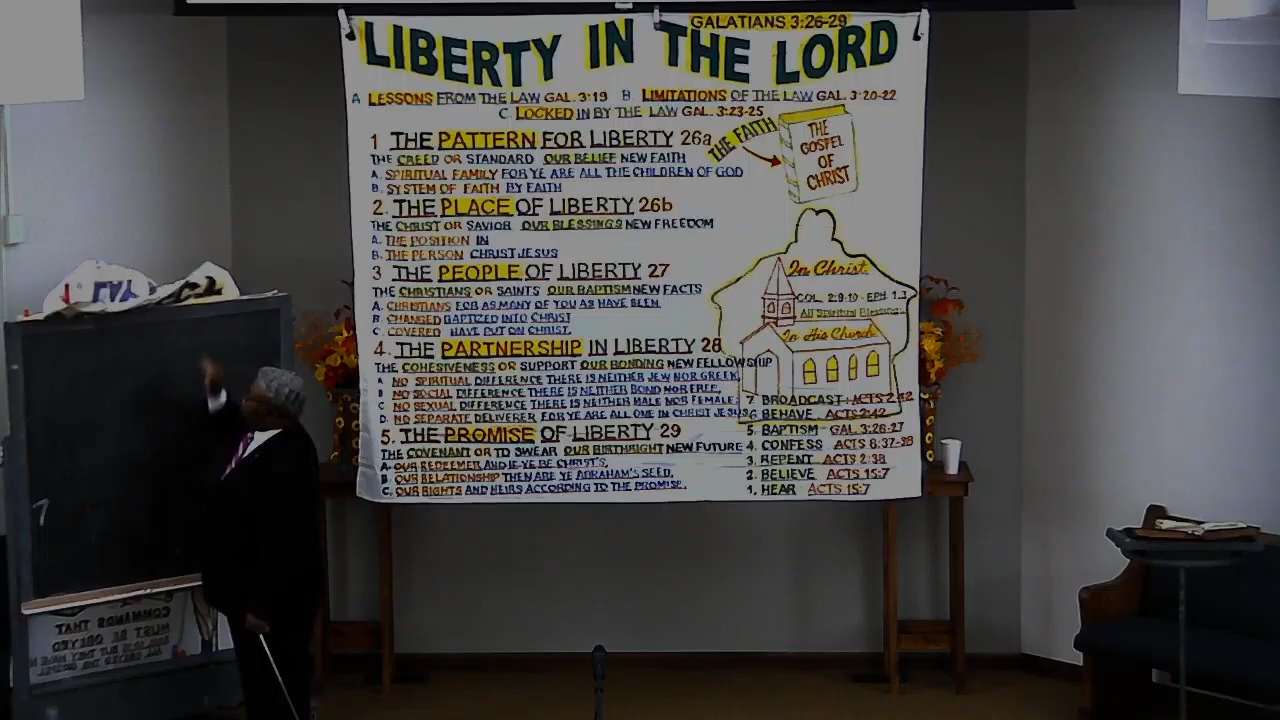 GALATIANS 3:26-29
LIBERTY IN THE LORD
A LESSONS FROM THE LAW GAL. 3:19 B. LIMITATIONS OF THE LAW GAL. 3:20-22
C. LOCKED IN BY THE LAW GAL. 3:23-25
1 THE PATTERN FOR LIBERTY 26a
THE CREED OR STANDARD OUR BELIEF NEW FAITH
A. SPIRITUAL FAMILY FOR YE ARE ALL THE CHILDREN OF GOD
B. SYSTEM OF FAITH BY FAITH
THE FAITH
THE
GOSPEL
OF
CHRIST
2. THE PLACE OF LIBERTY 26b
THE CHRIST OR SAVIOR OUR BLESSINGS NEW FREEDOM
A. THE POSITION IN
B. THE PERSON CHRIST JESUS
3 THE PEOPLE OF LIBERTY 27
THE CHRISTIANS OR SAINTS OUR BAPTISM NEW FACTS
A. CHRISTIANS FOR AS MANY OF YOU AS HAVE BEEN
B. CHANGED BAPTIZED INTO CHRIST
C. COVERED HAVE PUT ON CHRIST.
In Christ
COL. 2:9-10 - EPH. 1:3
All Spiritual Blessings
In His Church
4. THE PARTNERSHIP IN LIBERTY 28
THE COHESIVENESS OR SUPPORT OUR BONDING NEW FELLOWSHIP
A NO SPIRITUAL DIFFERENCE THERE IS NEITHER JEW NOR GREEK,
B NO SOCIAL DIFFERENCE THERE IS NEITHER BOND NOR FREE,
C NO SEXUAL DIFFERENCE THERE IS NEITHER MALE NOR FEMALE:
D. NO SEPARATE DELIVERER FOR YE ARE ALL ONE IN CHRIST JESUS
5. THE PROMISE OF LIBERTY 29
THE COVENANT OR TO SWEAR OUR BIRTHRIGHT NEW FUTURE
A. OUR REDEEMER AND IF YE BE CHRIST'S,
B. OUR RELATIONSHIP THEN ARE YE ABRAHAM'S SEED,
C. OUR RIGHTS AND HEIRS ACCORDING TO THE PROMISE.
7. BROADCAST: ACTS 2:42
6 BEHAVE ACTS 2:42
5. BAPTISM GAL. 3:26-27
4. CONFESS ACTS 8:37-38
3. REPENT ACTS 2:38
2. BELIEVE ACTS 15:7
1. HEAR ACTS 15:7
COMMANDS THAT
MUST BE OBEYED